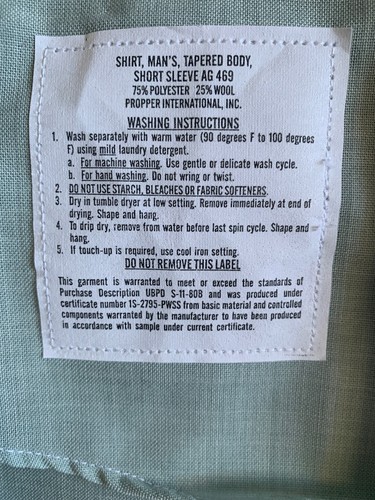 SHIRT, MAN'S, TAPERED BODY,
SHORT SLEEVE AG 469
75% POLYESTER 25% WOOL
PROPPER INTERNATIONAL, INC.
WASHING INSTRUCTIONS
1. Wash separately with warm water (90 degrees F to 100 degrees
F) using mild laundry detergent.
a. For machine washing. Use gentle or delicate wash cycle.
b. For hand washing. Do not wring or twist.
2. DO NOT USE STARCH, BLEACHES OR FABRIC SOFTENERS.
3. Dry in tumble dryer at low setting. Remove immediately at end of
drying. Shape and hang.
4. To drip dry, remove from water before last spin cycle. Shape and
hang.
5. If touch-up is required, use cool iron setting.
DO NOT REMOVE THIS LABEL
This garment is warranted to meet or exceed the standards of
Purchase Description UBPD S-11-80B and was produced under
certificate number 1S-2795-PWSS from basic material and controlled
components warranted by the manufacturer to have been produced
in accordance with sample under current certificate.